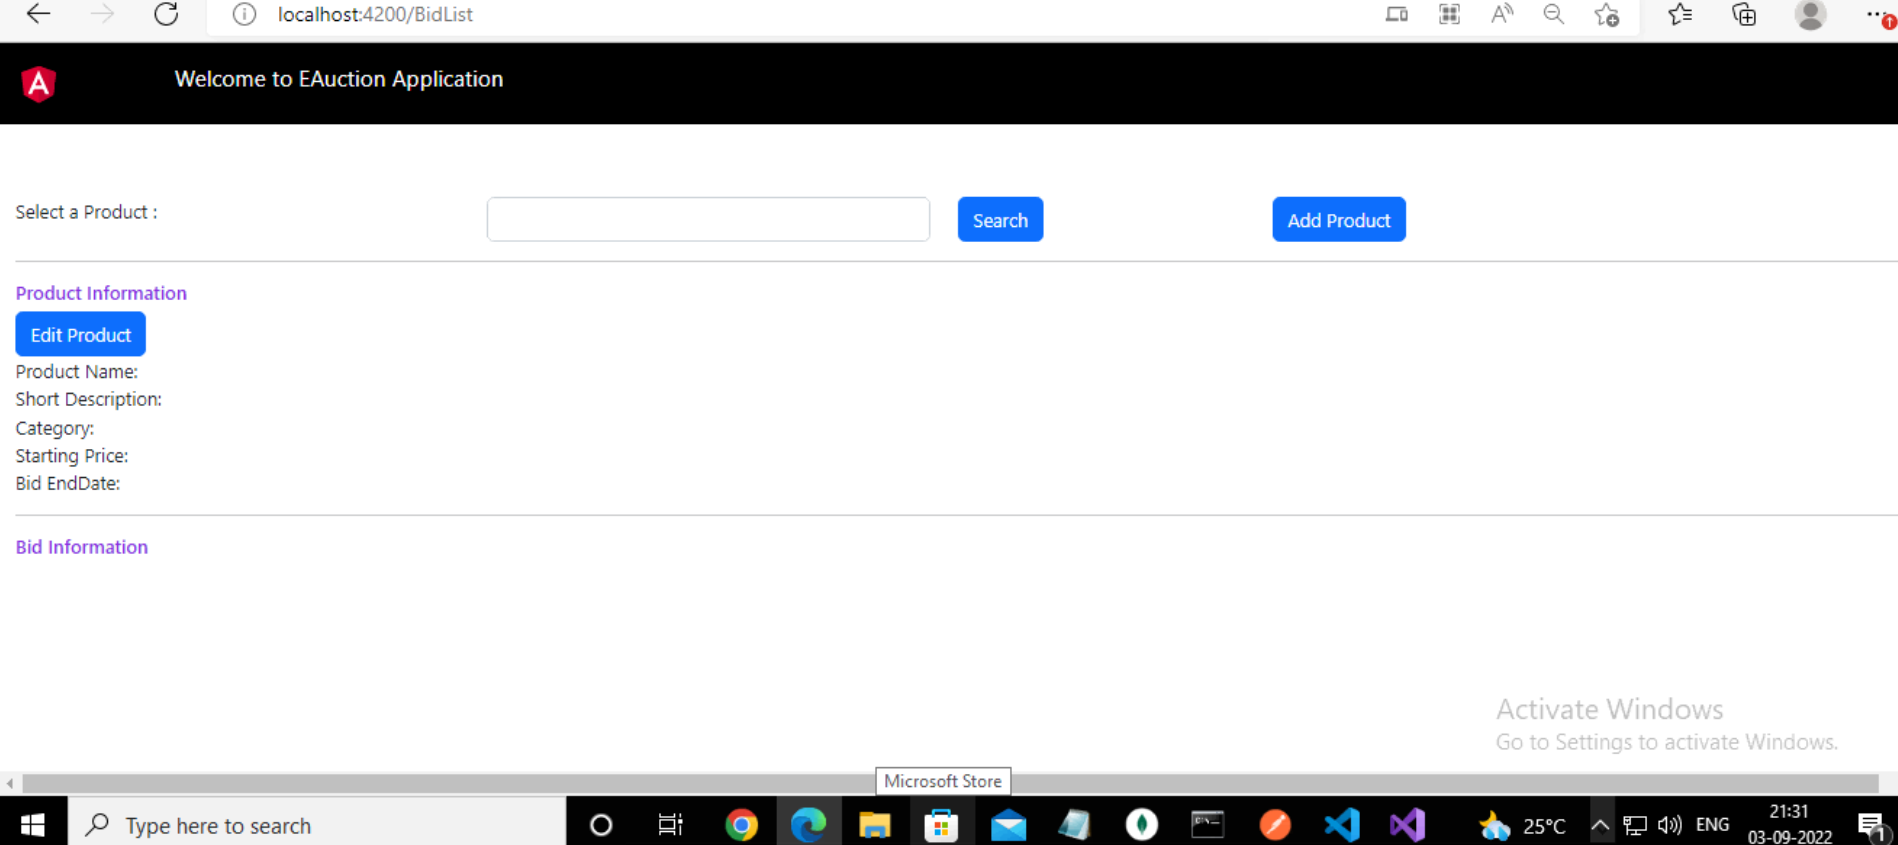 localhost:4200/BidList
Welcome to EAuction Application
Select a Product :
Search
Add Product
Product Information
Edit Product
Product Name:
Short Description:
Category:
Starting Price:
Bid EndDate:
Bid Information
Activate Windows
Go to Settings to activate Windows.
Microsoft Store
Type here to search
25°C
ENG
21:31
03-09-2022
1